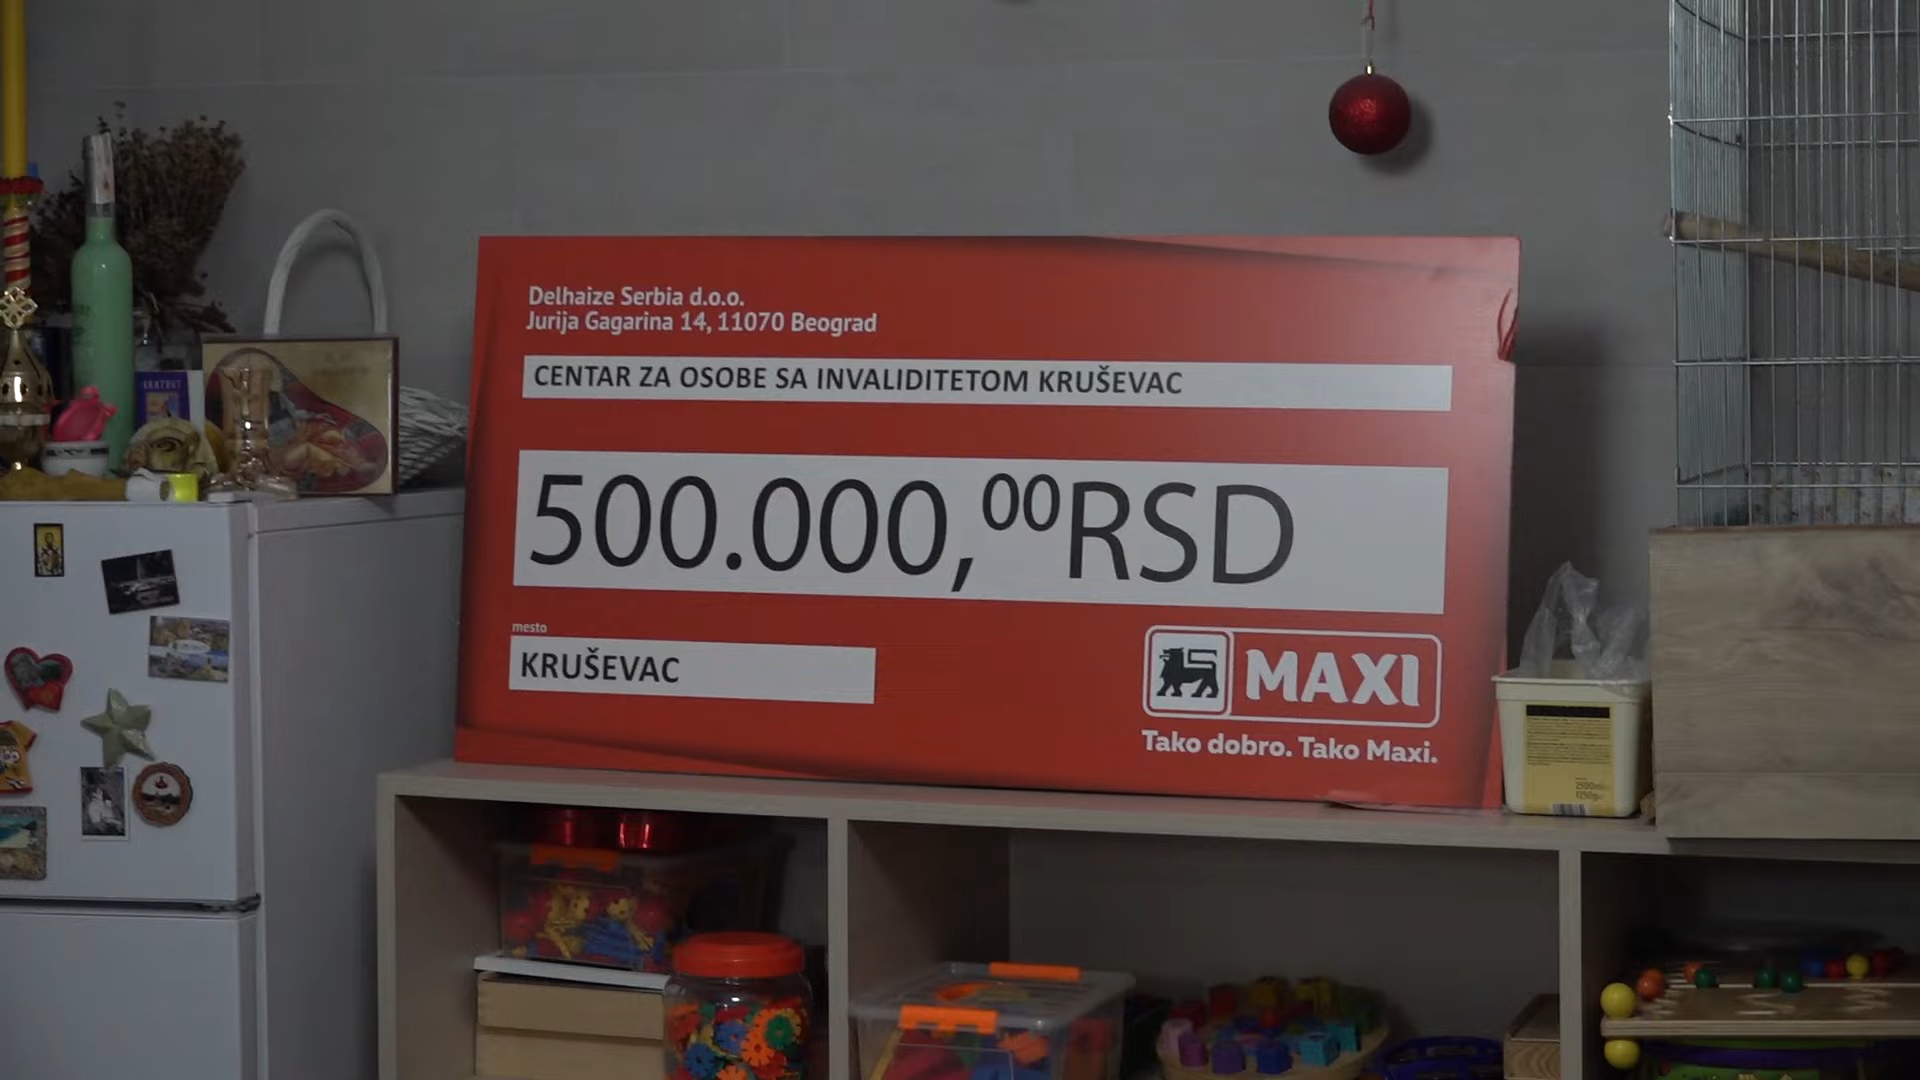 Delhaize Serbia d.o.o.
Jurija Gagarina 14, 11070 Beograd
CENTAR ZA OSOBE SA INVALIDITETOM KRUŠEVAC
500.000,00RSD
mesto
KRUŠEVAC
MAXI
Tako dobro. Tako Maxi.